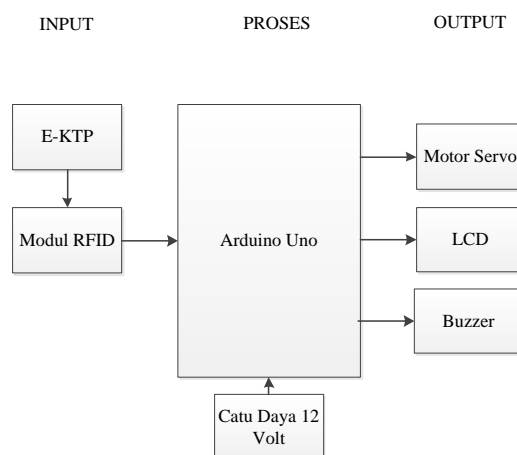 INPUT
PROSES
OUTPUT
E-KTP
Modul RFID
Arduino Uno
Motor Servo
LCD
Buzzer
Catu Daya 12
Volt